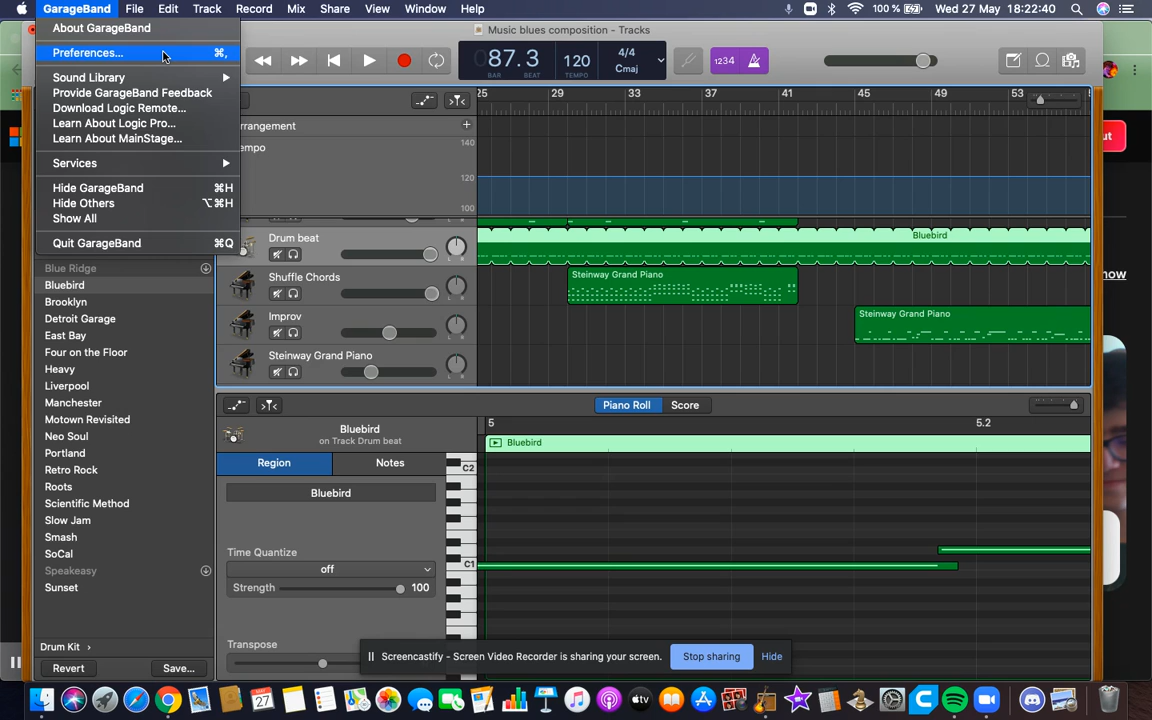 GarageBand File Edit Track Record Mix Share View Window Help 100% Wed 27 May 18:22:40
About GarageBand
Preferences... ⌘,
Sound Library
Provide GarageBand Feedback
Download Logic Remote...
Learn About Logic Pro...
Learn About MainStage...
Services
Hide GarageBand ⌘H
Hide Others ⌥⌘H
Show All
Quit GarageBand ⌘Q
Music blues composition - Tracks
87.3 120 4/4
Cmaj
BAR BEAT TEMPO
1234
25 29 33 37 41 45 49 53
rrangement
empo
140
120
100
Drum beat
Bluebird
Shuffle Chords
Steinway Grand Piano
Improv
Steinway Grand Piano
Steinway Grand Piano
L R
Blue Ridge
Bluebird
Brooklyn
Detroit Garage
East Bay
Four on the Floor
Heavy
Liverpool
Manchester
Motown Revisited
Neo Soul
Portland
Retro Rock
Roots
Scientific Method
Slow Jam
Smash
SoCal
Speakeasy
Sunset
Drum Kit
Revert Save...
Piano Roll Score
Bluebird
on Track Drum beat
5 5.2
Bluebird
Region Notes
C2
Bluebird
Time Quantize
off
C1
Strength 100
Transpose
Screencastify - Screen Video Recorder is sharing your screen. Stop sharing Hide
ut
ow
27